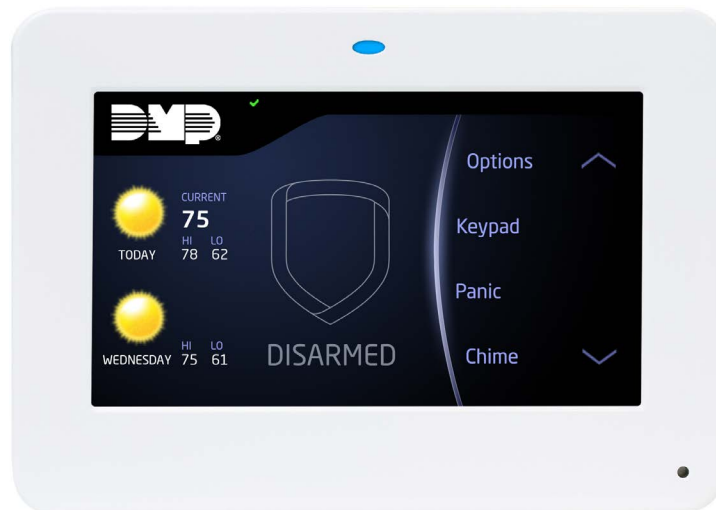 DMP®
CURRENT
75
HI LO
78 62
TODAY
HI LO
75 61
WEDNESDAY
DISARMED
Options
Keypad
Panic
Chime